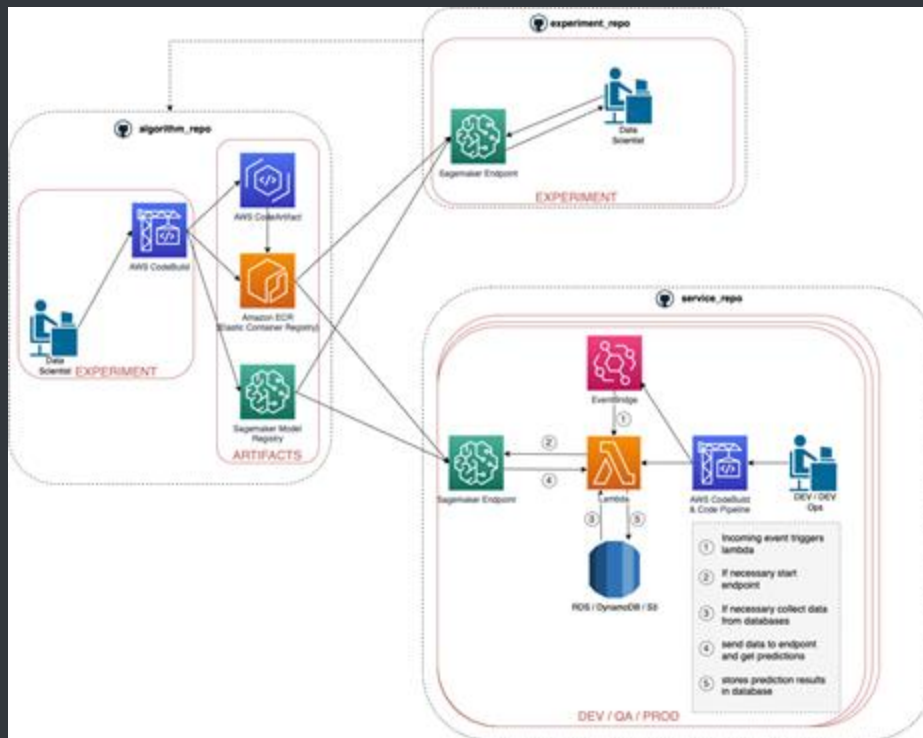 experiment_repo
Data
Scientist
Sagemaker Endpoint
EXPERIMENT
algorithm_repo
AWS CodeArtifact
AWS CodeBuild
Amazon ECR
(Elastic Container Registry)
Data
Scientist
EXPERIMENT
Sagemaker Model
Registry
ARTIFACTS
service_repo
EventBridge
1
2
Sagemaker Endpoint
4
Lambda
AWS CodeBuild
& Code Pipeline
DEV / DEV
Ops
3
5
RDS / DynamoDB / S3
1 Incoming event triggers
lambda
2 If necessary start
endpoint
3 If necessary collect data
from databases
4 send data to endpoint
and get predictions
5 stores prediction results
in database
DEV / QA / PROD